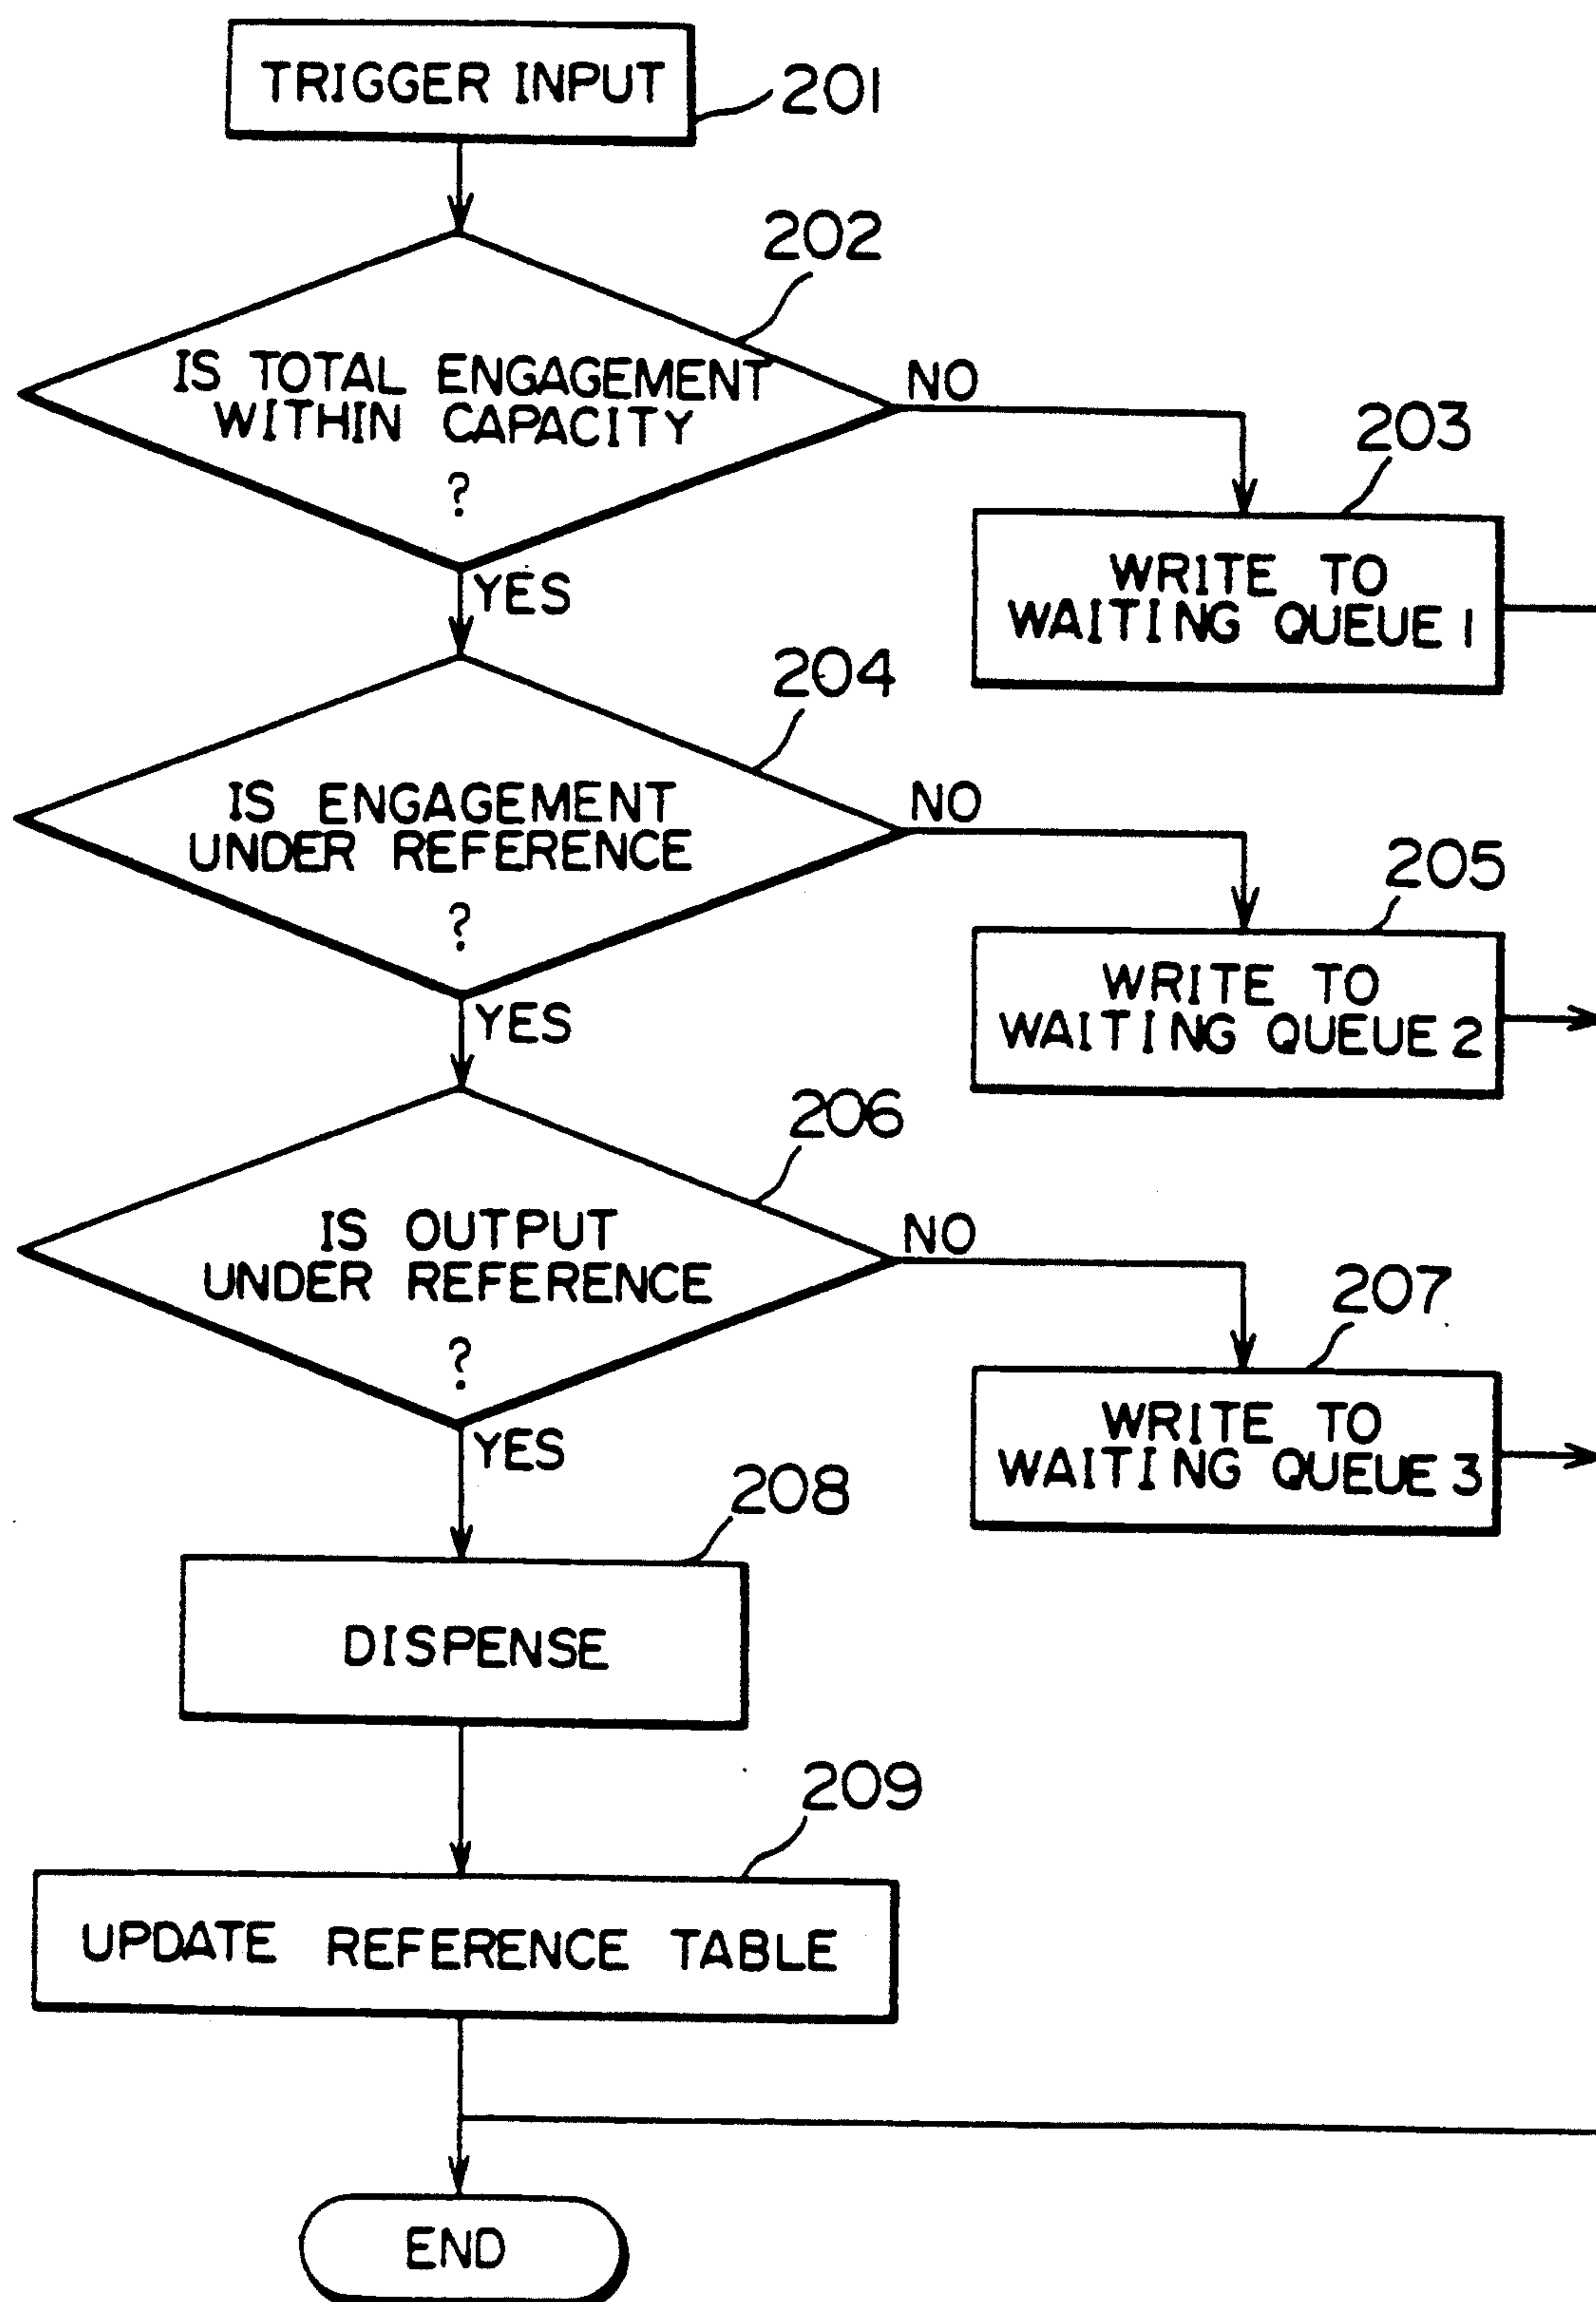 TRIGGER INPUT
201
202
IS TOTAL ENGAGEMENT
WITHIN CAPACITY
?
NO
YES
203
WRITE TO
WAITING QUEUE 1
204
IS ENGAGEMENT
UNDER REFERENCE
?
NO
YES
205
WRITE TO
WAITING QUEUE 2
206
IS OUTPUT
UNDER REFERENCE
?
NO
YES
207
WRITE TO
WAITING QUEUE 3
208
DISPENSE
209
UPDATE REFERENCE TABLE
END